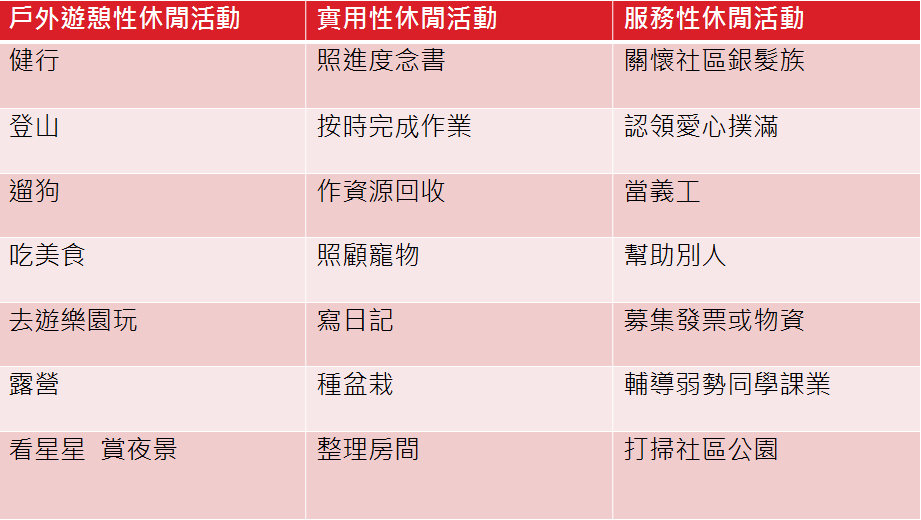 戶外遊憩性休閒活動 實用性休閒活動 服務性休閒活動
健行 照進度念書 關懷社區銀髮族
登山 按時完成作業 認領愛心撲滿
遛狗 作資源回收 當義工
吃美食 照顧寵物 幫助別人
去遊樂園玩 寫日記 募集發票或物資
露營 種盆栽 輔導弱勢同學課業
看星星 賞夜景 整理房間 打掃社區公園